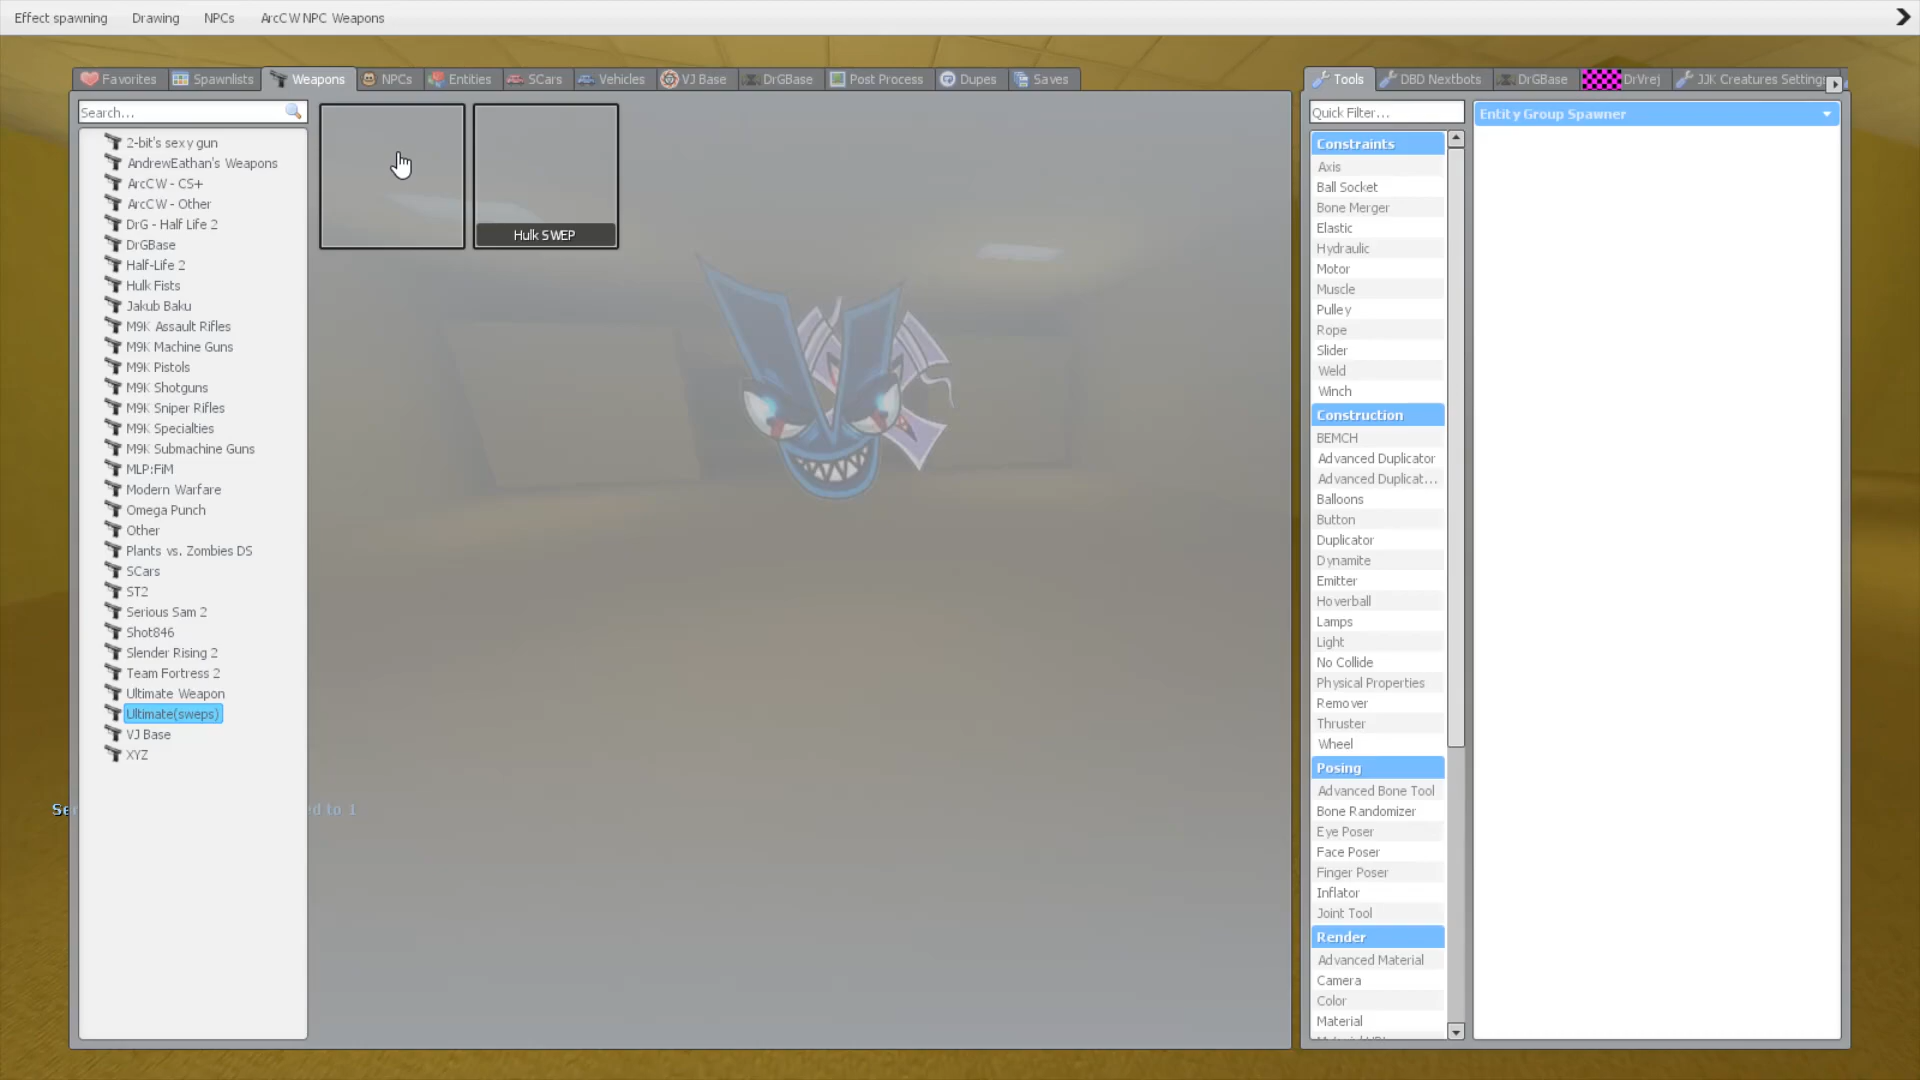 Effect spawning
Drawing
NPCs
ArcCW NPC Weapons
Favorites
Spawnlists
Weapons
NPCs
Entities
SCars
Vehicles
VJ Base
DrGBase
Post Process
Dupes
Saves
Search...
2-bit's sexy gun
AndrewEathan's Weapons
ArcCW - CS+
ArcCW - Other
DrG - Half Life 2
DrGBase
Half-Life 2
Hulk Fists
Jakub Baku
M9K Assault Rifles
M9K Machine Guns
M9K Pistols
M9K Shotguns
M9K Sniper Rifles
M9K Specialties
M9K Submachine Guns
MLP:FiM
Modern Warfare
Omega Punch
Other
Plants vs. Zombies DS
SCars
ST2
Serious Sam 2
Shot846
Slender Rising 2
Team Fortress 2
Ultimate Weapon
Ultimate(sweps)
VJ Base
XYZ
Hulk SWEP
Se
ed to 1
Tools
DBD Nextbots
DrGBase
DrVrej
JJK Creatures Settings
Quick Filter...
Constraints
Axis
Ball Socket
Bone Merger
Elastic
Hydraulic
Motor
Muscle
Pulley
Rope
Slider
Weld
Winch
Construction
BEMCH
Advanced Duplicator
Advanced Duplicat...
Balloons
Button
Duplicator
Dynamite
Emitter
Hoverball
Lamps
Light
No Collide
Physical Properties
Remover
Thruster
Wheel
Posing
Advanced Bone Tool
Bone Randomizer
Eye Poser
Face Poser
Finger Poser
Inflator
Joint Tool
Render
Advanced Material
Camera
Color
Material
Entity Group Spawner